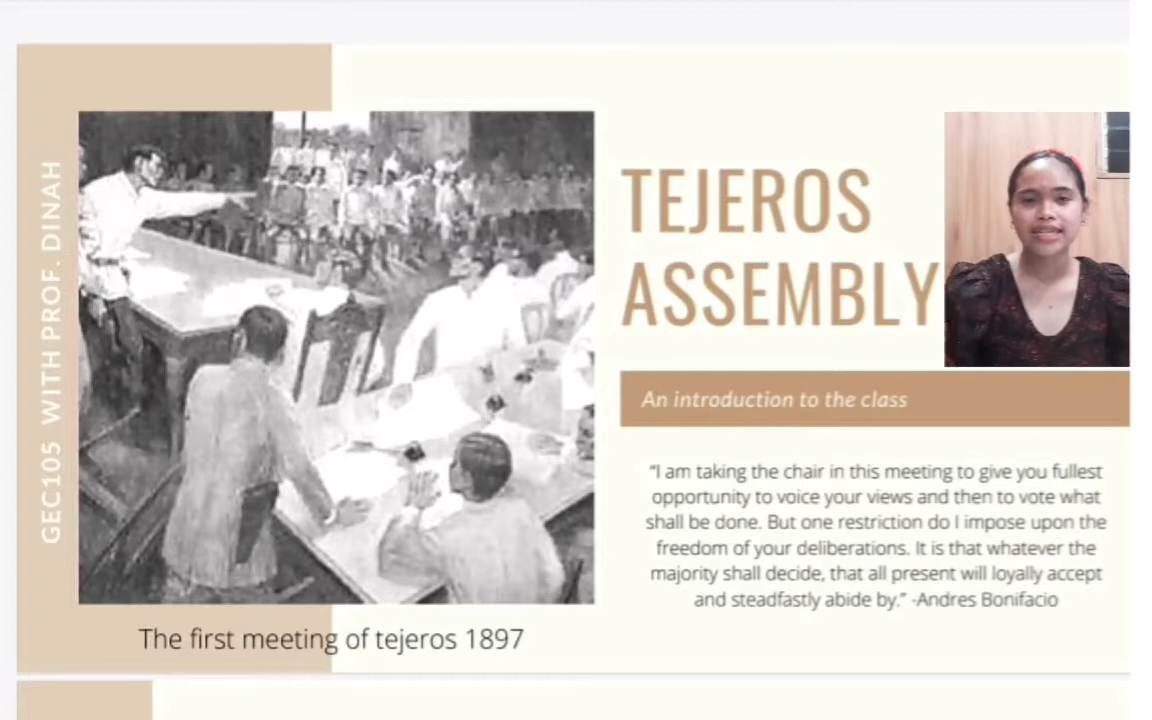 GEC105 WITH PROF. DINAH
TEJEROS
ASSEMBLY
An introduction to the class
“I am taking the chair in this meeting to give you fullest
opportunity to voice your views and then to vote what
shall be done. But one restriction do I impose upon the
freedom of your deliberations. It is that whatever the
majority shall decide, that all present will loyally accept
and steadfastly abide by.” -Andres Bonifacio
The first meeting of tejeros 1897